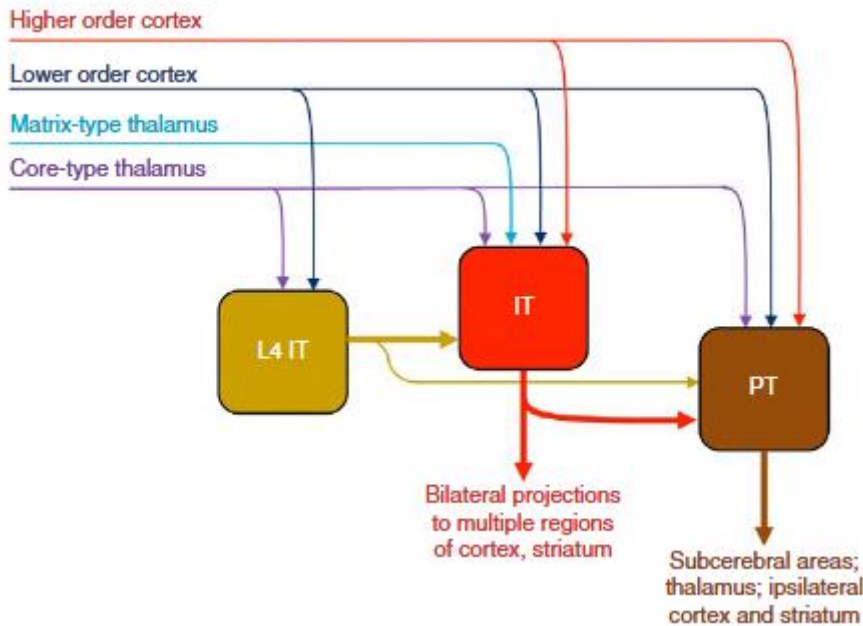 Higher order cortex
Lower order cortex
Matrix-type thalamus
Core-type thalamus
IT
L4 IT
PT
Bilateral projections
to multiple regions
of cortex, striatum
Subcerebral areas;
thalamus; ipsilateral
cortex and striatum